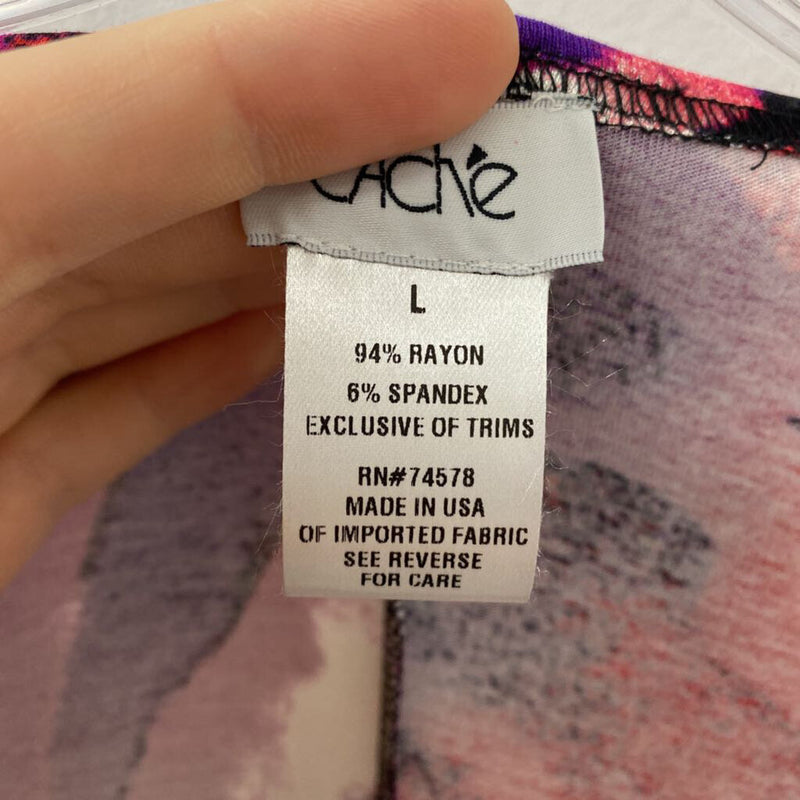 Cache
L
94% RAYON
6% SPANDEX
EXCLUSIVE OF TRIMS
RN#74578
MADE IN USA
OF IMPORTED FABRIC
SEE REVERSE
FOR CARE